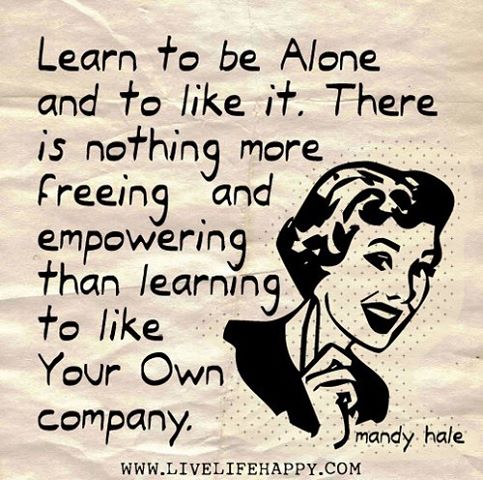 Learn to be Alone
and to like it. There
is nothing more
freeing and
empowering
than learning
to like
Your Own
company.
mandy hale
WWW.LIVELIFEHAPPY.COM